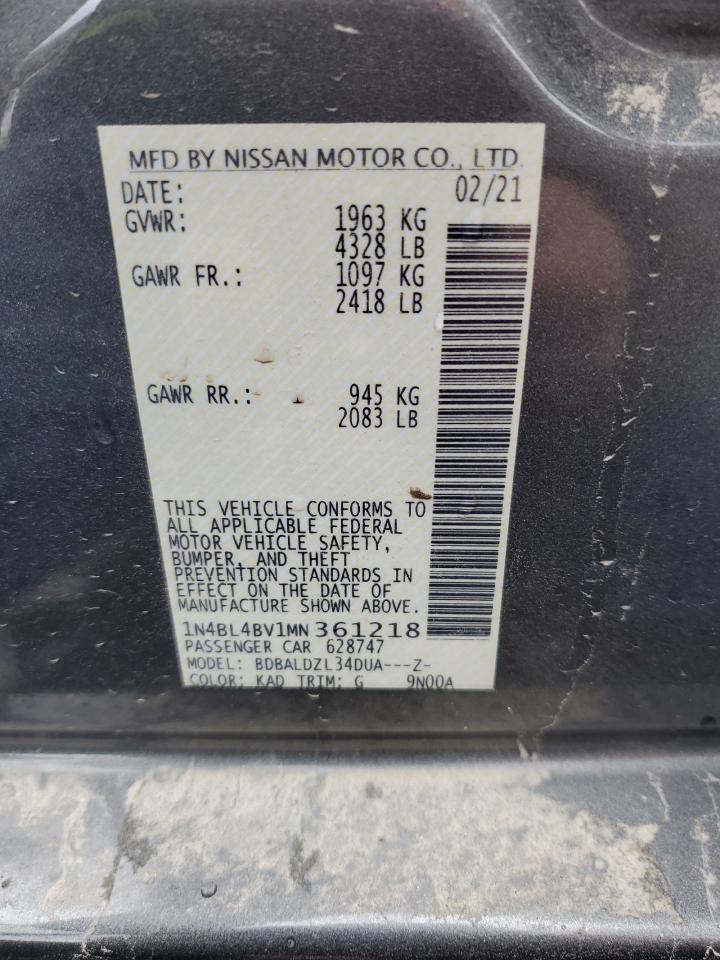 MFD BY NISSAN MOTOR CO., LTD.
DATE: 02/21
GVWR: 1963 KG
4328 LB
GAWR FR.: 1097 KG
2418 LB
GAWR RR.: 945 KG
2083 LB
THIS VEHICLE CONFORMS TO
ALL APPLICABLE FEDERAL
MOTOR VEHICLE SAFETY,
BUMPER, AND THEFT
PREVENTION STANDARDS IN
EFFECT ON THE DATE OF
MANUFACTURE SHOWN ABOVE.
1N4BL4BV1MN 361218
PASSENGER CAR 628747
MODEL: BDBALDZL34DUA---Z-
COLOR: KAD TRIM: G 9N00A